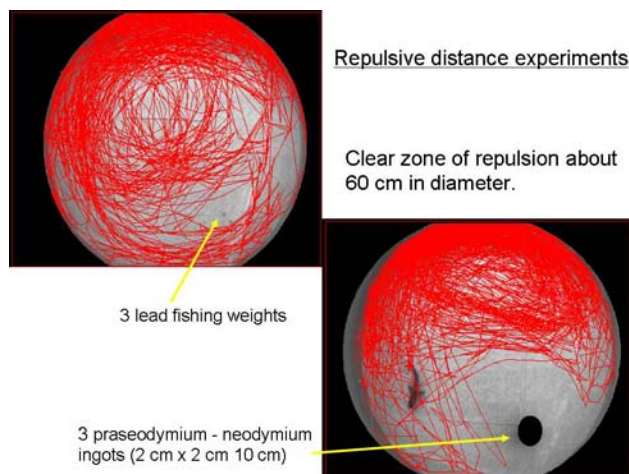 Repulsive distance experiments
Clear zone of repulsion about
60 cm in diameter.
3 lead fishing weights
3 praseodymium - neodymium
ingots (2 cm x 2 cm 10 cm)